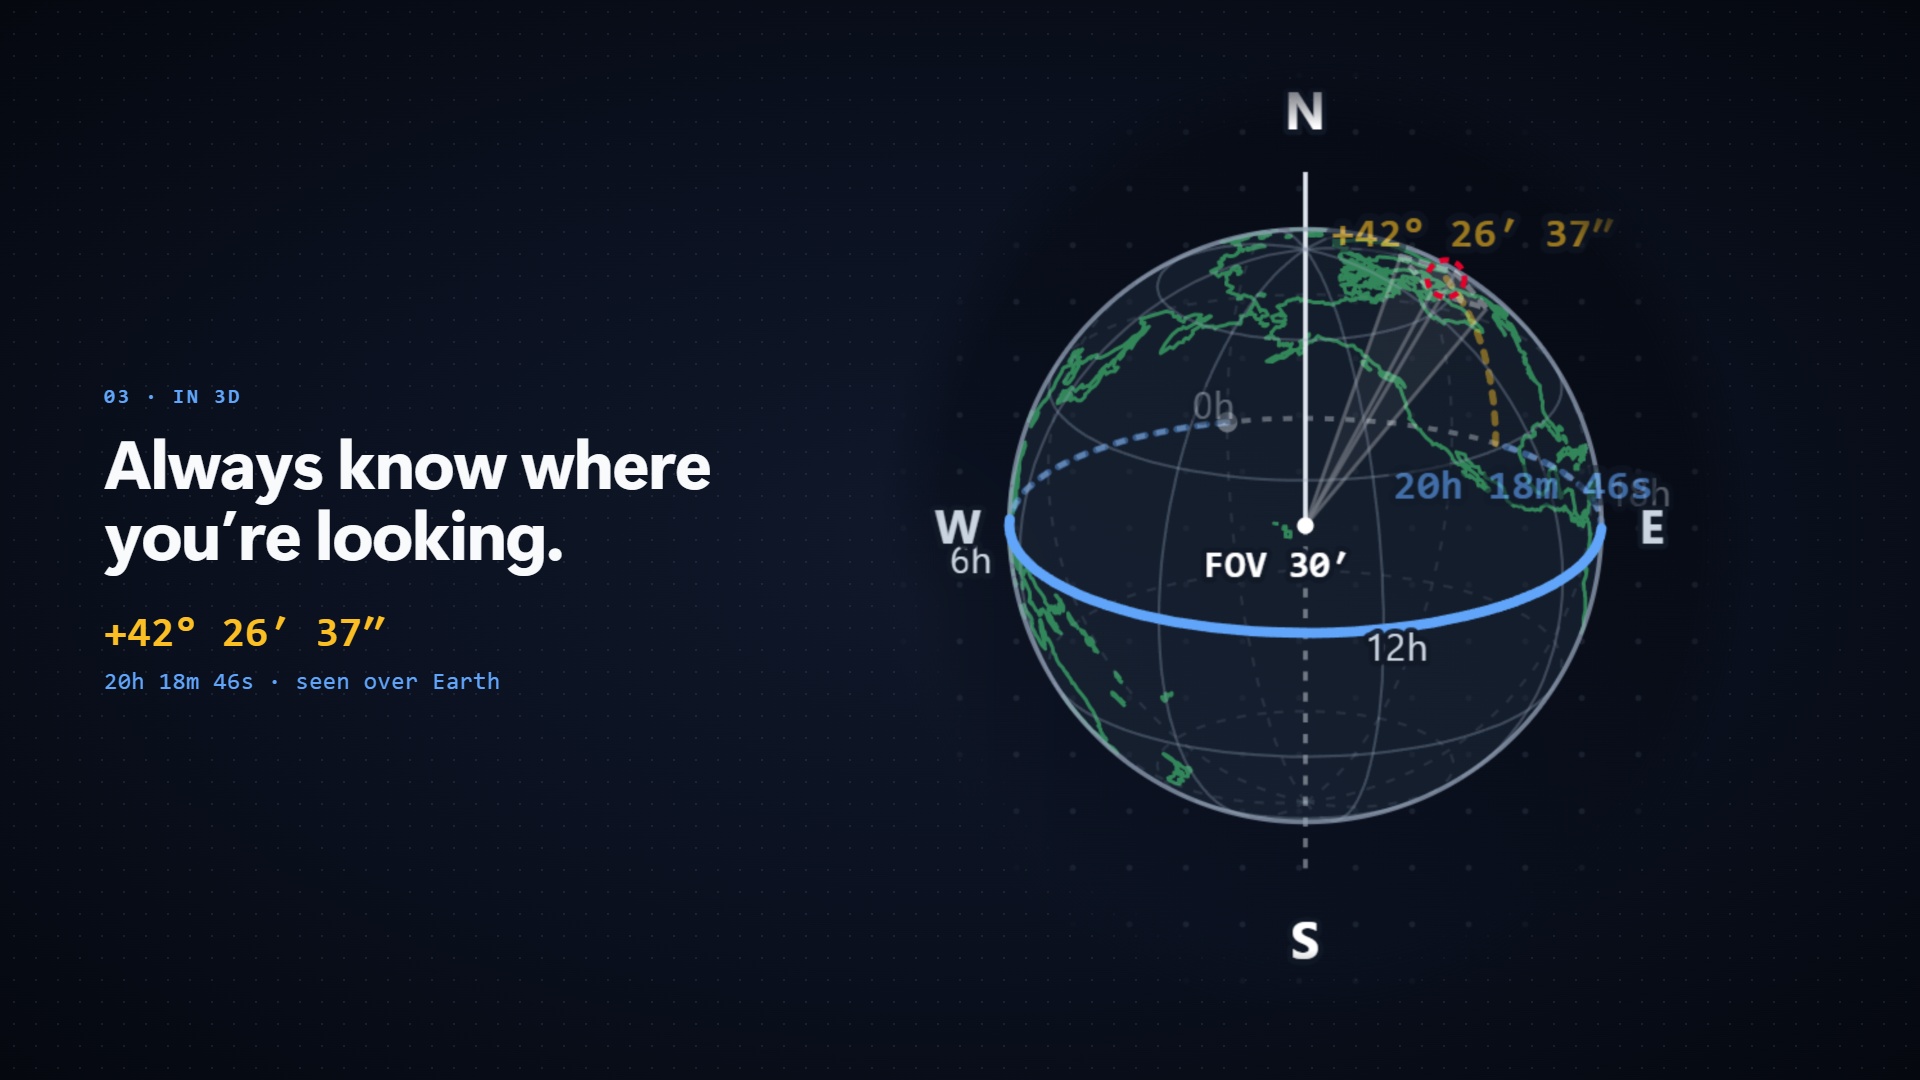 03 · IN 3D
Always know where
you’re looking.
+42° 26′ 37″
20h 18m 46s · seen over Earth
N
+42° 26′ 37″
0h
20h 18m 46s
W
E
6h
FOV 30′
12h
S